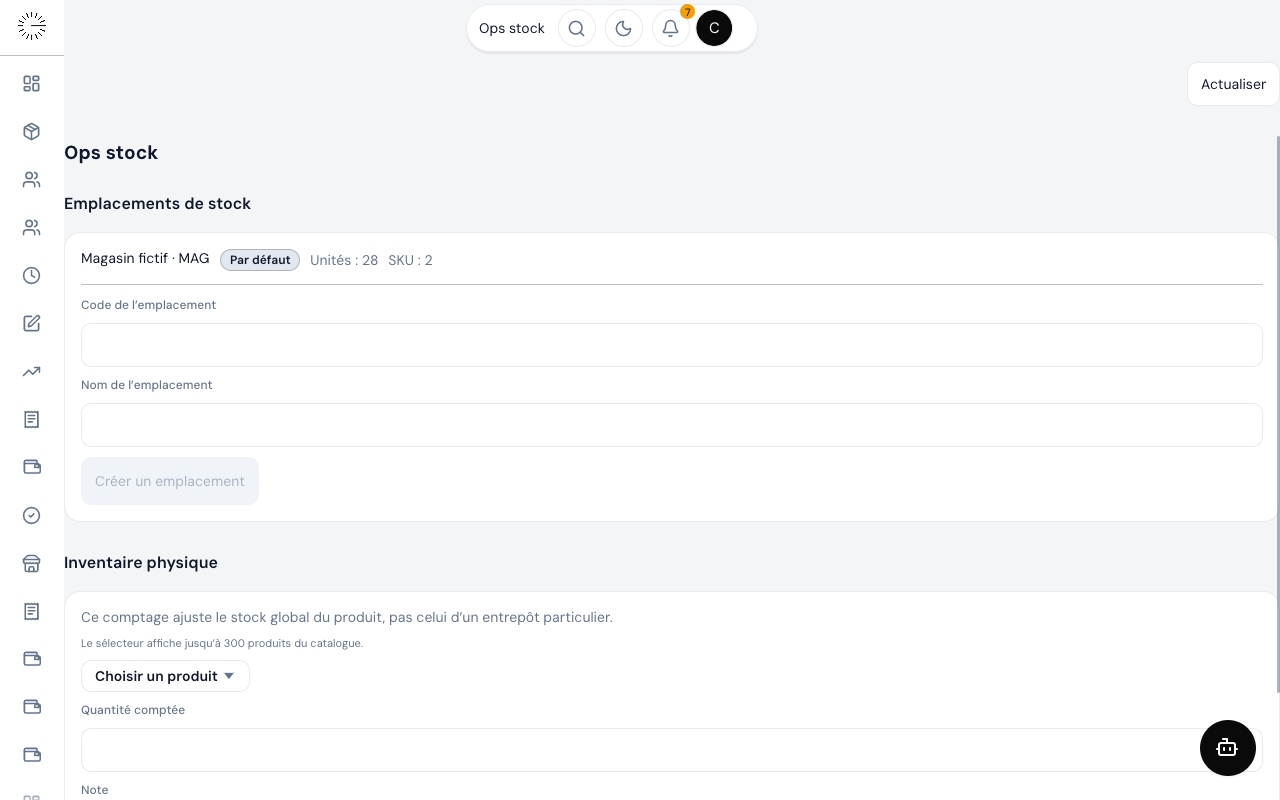 Ops stock
7
C
Actualiser
Ops stock
Emplacements de stock
Magasin fictif · MAG Par défaut Unités : 28 SKU : 2
Code de l’emplacement
Nom de l’emplacement
Créer un emplacement
Inventaire physique
Ce comptage ajuste le stock global du produit, pas celui d’un entrepôt particulier.
Le sélecteur affiche jusqu’à 300 produits du catalogue.
Choisir un produit
Quantité comptée
Note